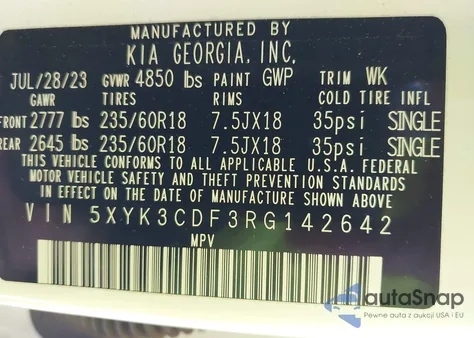 MANUFACTURED BY
KIA GEORGIA, INC.
JUL/28/23 GVWR 4850 lbs PAINT GWP TRIM WK
GAWR TIRES RIMS COLD TIRE INFL
FRONT 2777 lbs 235/60R18 7.5JX18 35psi SINGLE
REAR 2645 lbs 235/60R18 7.5JX18 35psi SINGLE
THIS VEHICLE CONFORMS TO ALL APPLICABLE U.S.A. FEDERAL
MOTOR VEHICLE SAFETY AND THEFT PREVENTION STANDARDS
IN EFFECT ON THE DATE OF MANUFACTURE SHOWN ABOVE
VIN 5XYK3CDF3RG142642
MPV
autoSnap
Pewne auta z aukcji USA i EU